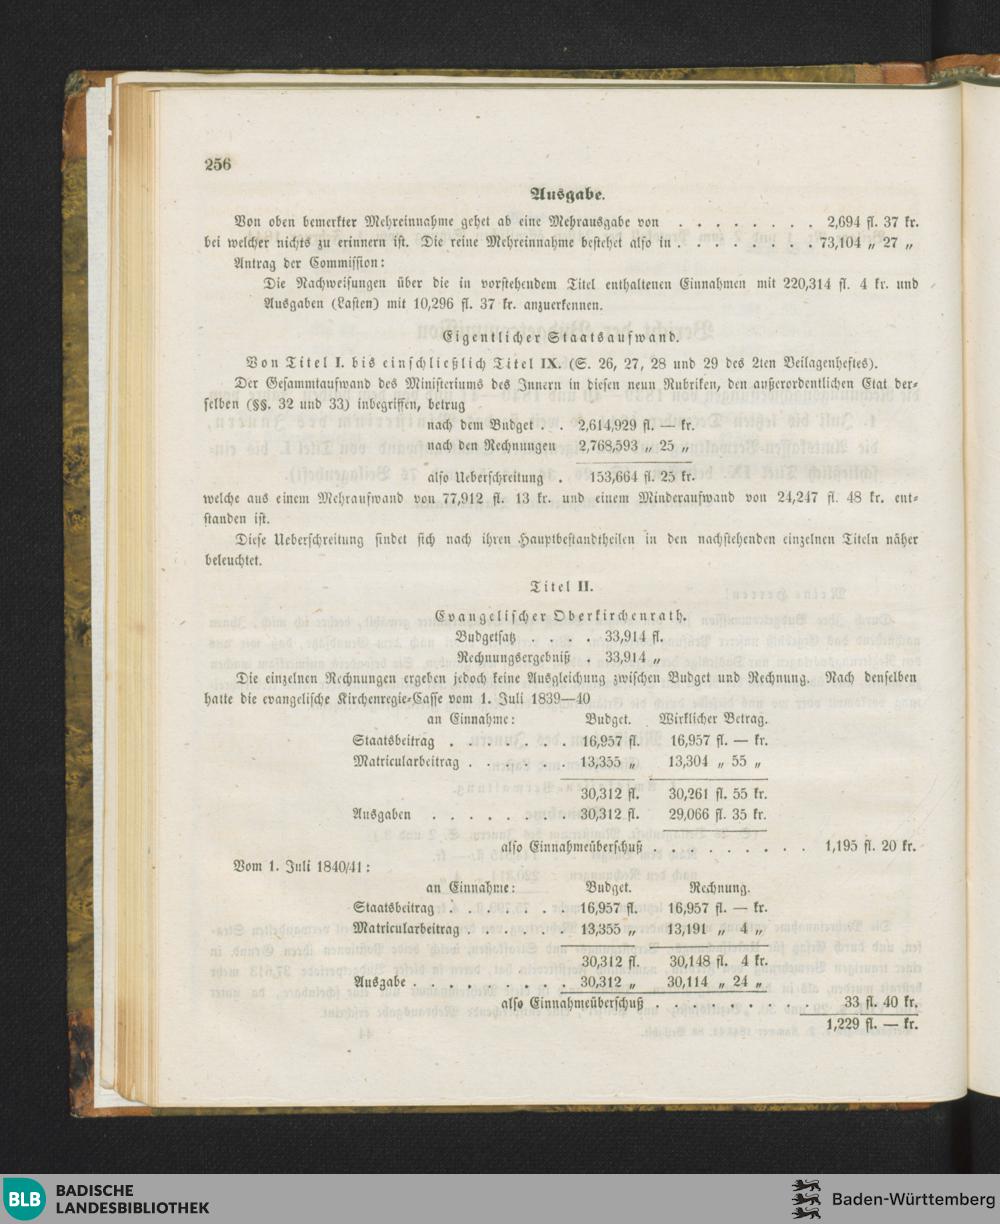 256
Ausgabe.
Von oben bemerkter Mehreinnahme gehet ab eine Mehrausgabe von . . . . . . . . 2,694 fl. 37 kr.
bei welcher nichts zu erinnern ist. Die reine Mehreinnahme bestehet also in . . . . . . . 73,104 „ 27 „
Antrag der Commission:
Die Nachweisungen über die in vorstehendem Titel enthaltenen Einnahmen mit 220,314 fl. 4 kr. und
Ausgaben (Lasten) mit 10,296 fl. 37 kr. anzuerkennen.
Eigentlicher Staatsaufwand.
Von Titel I. bis einschließlich Titel IX. (S. 26, 27, 28 und 29 des 2ten Beilagenheftes).
Der Gesammtaufwand des Ministeriums des Innern in diesen neun Rubriken, den außerordentlichen Etat der-
selben (§§. 32 und 33) inbegriffen, betrug
nach dem Budget . . . 2,614,929 fl. — kr.
nach den Rechnungen 2,768,593 „ 25 „
also Ueberschreitung . 153,664 fl. 25 kr.
welche aus einem Mehraufwand von 77,912 fl. 13 kr. und einem Minderaufwand von 24,247 fl. 48 kr. ent-
standen ist.
Diese Ueberschreitung findet sich nach ihren Hauptbestandtheilen in den nachstehenden einzelnen Titeln näher
beleuchtet.
Titel II.
Evangelischer Oberkirchenrath.
Budgetsatz . . . . 33,914 fl.
Rechnungsergebniß . 33,914 „
Die einzelnen Rechnungen ergeben jedoch keine Ausgleichung zwischen Budget und Rechnung. Nach denselben
hatte die evangelische Kirchenregie-Casse vom 1. Juli 1839—40
an Einnahme: Budget. Wirklicher Betrag.
Staatsbeitrag . . . . . . . 16,957 fl. 16,957 fl. — kr.
Matricularbeitrag . . . . . . 13,355 „ 13,304 „ 55 „
30,312 fl. 30,261 fl. 55 kr.
Ausgaben . . . . . . . . 30,312 fl. 29,066 fl. 35 kr.
also Einnahmeüberschuß . . . . . . . . . 1,195 fl. 20 kr.
Vom 1. Juli 1840/41:
an Einnahme: Budget. Rechnung.
Staatsbeitrag . . . . . . . 16,957 fl. 16,957 fl. — kr.
Matricularbeitrag . . . . . . 13,355 „ 13,191 „ 4 „
30,312 fl. 30,148 fl. 4 kr.
Ausgabe . . . . . . . . . 30,312 „ 30,114 „ 24 „
also Einnahmeüberschuß . . . . . . . . . 33 fl. 40 kr.
1,229 fl. — kr.
BLB BADISCHE
LANDESBIBLIOTHEK
Baden-Württemberg